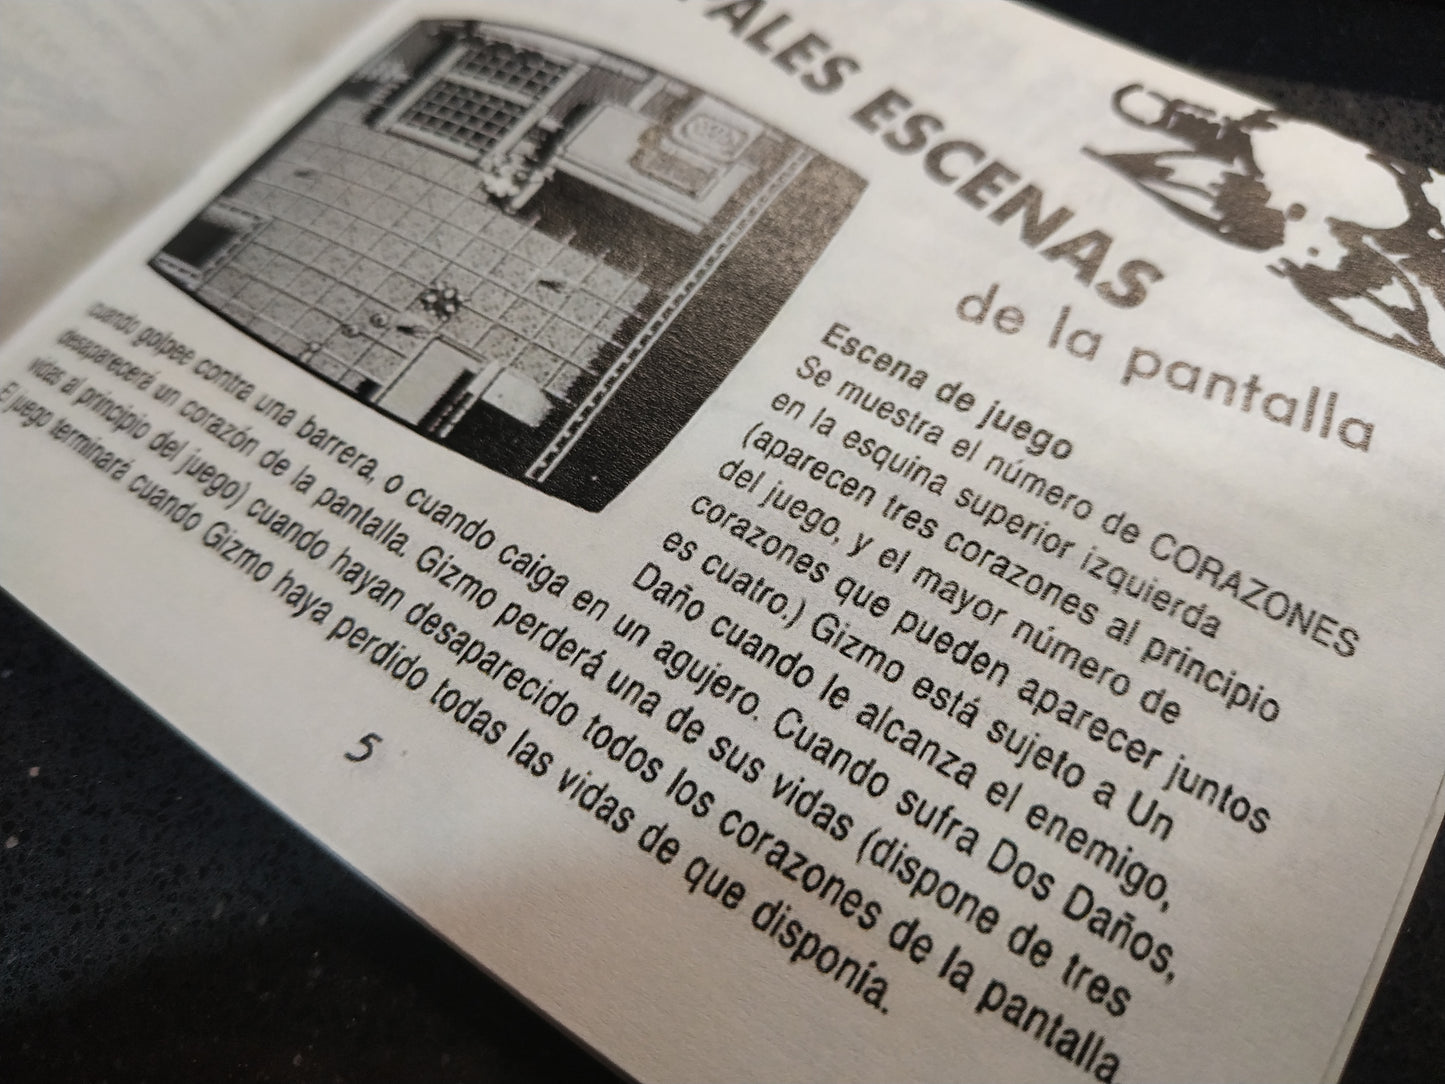 PALES ESCENAS
de la pantalla
Escena de juego
Se muestra el número de CORAZONES
en la esquina superior izquierda
(aparecen tres corazones al principio
del juego, y el mayor número de
corazones que pueden aparecer juntos
es cuatro.) Gizmo está sujeto a Un
Daño cuando le alcanza el enemigo,
cuando golpee contra una barrera, o cuando caiga en un agujero. Cuando sufra Dos Daños,
desaparecerá un corazón de la pantalla. Gizmo perderá una de sus vidas (dispone de tres
vidas al principio del juego) cuando hayan desaparecido todos los corazones de la pantalla
El juego terminará cuando Gizmo haya perdido todas las vidas de que disponía.
5